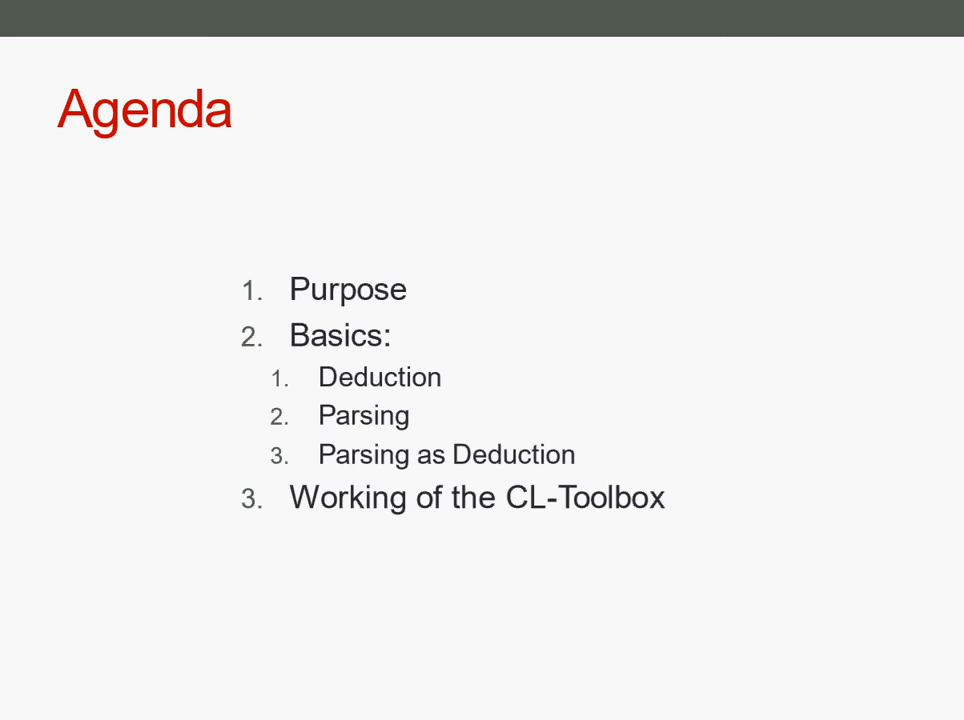 Agenda
1. Purpose
2. Basics:
1. Deduction
2. Parsing
3. Parsing as Deduction
3. Working of the CL-Toolbox